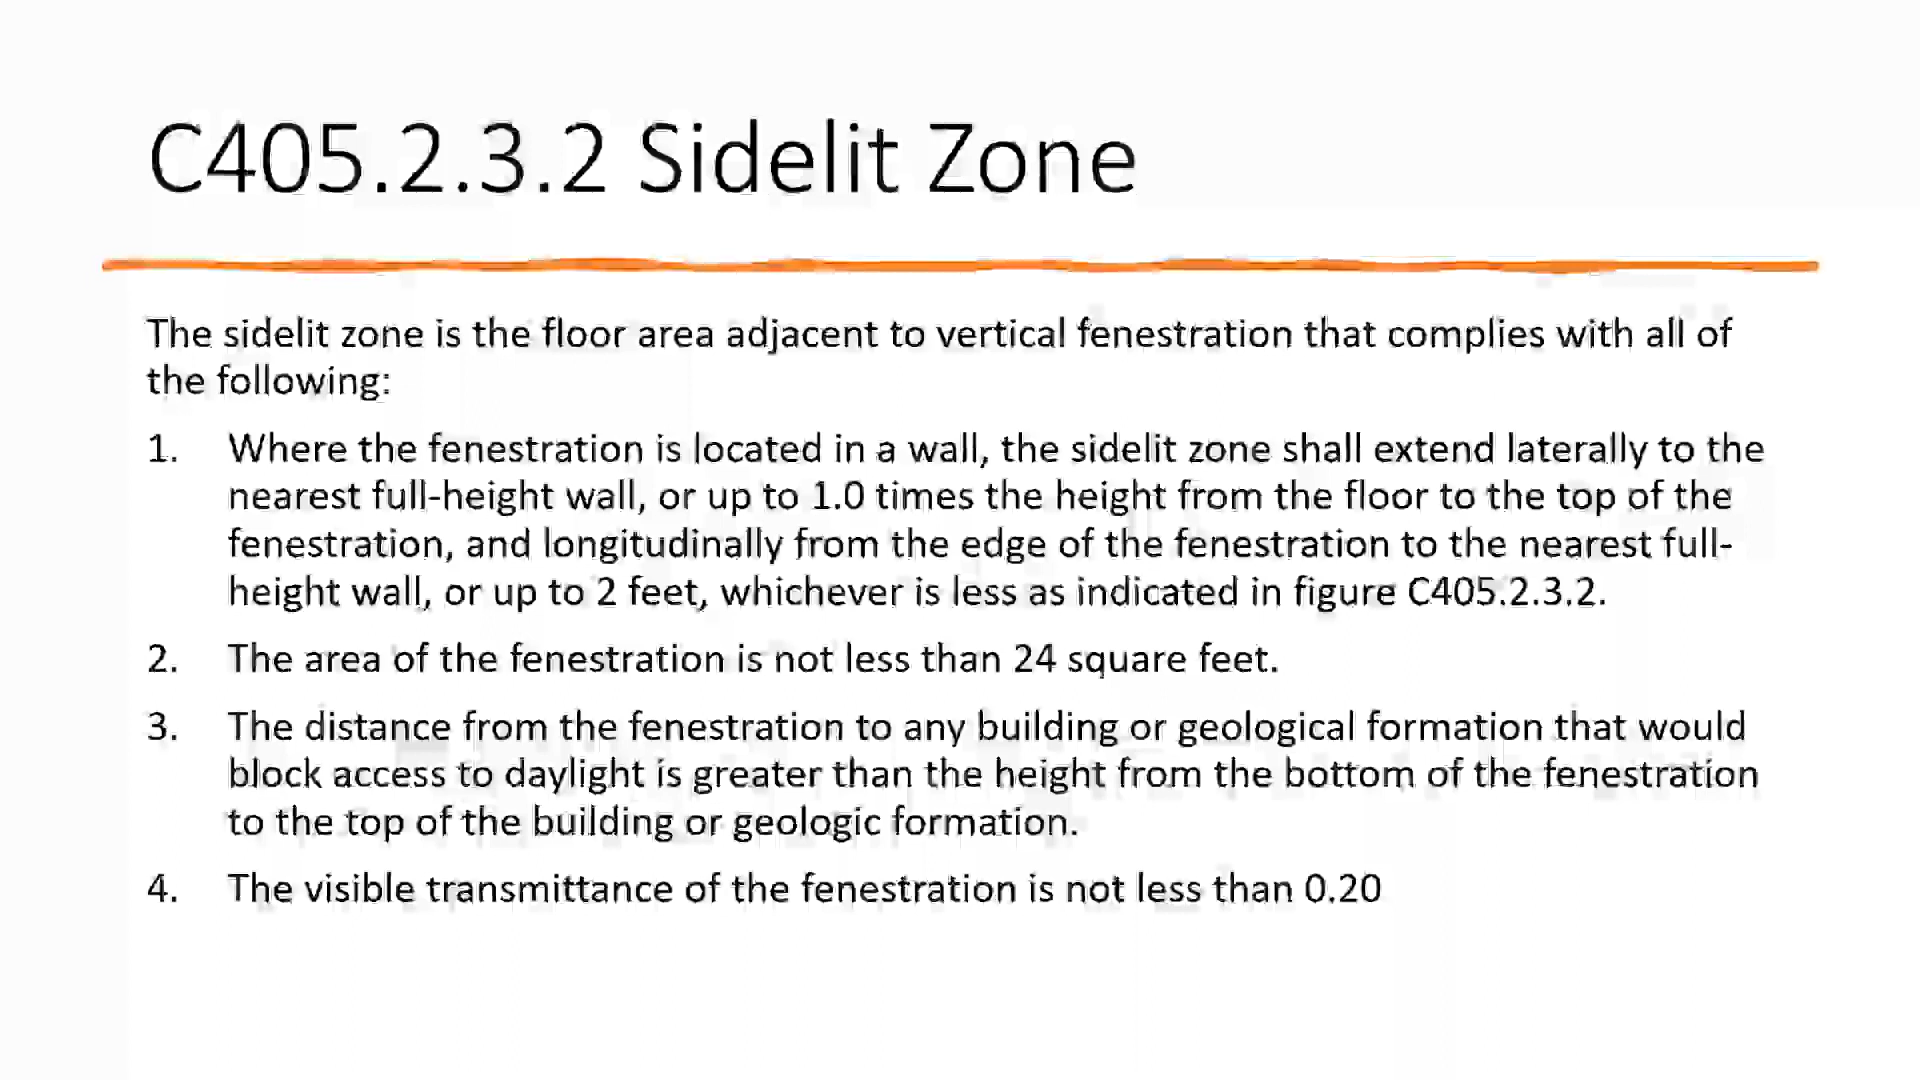 C405.2.3.2 Sidelit Zone
The sidelit zone is the floor area adjacent to vertical fenestration that complies with all of
the following:
1. Where the fenestration is located in a wall, the sidelit zone shall extend laterally to the
nearest full-height wall, or up to 1.0 times the height from the floor to the top of the
fenestration, and longitudinally from the edge of the fenestration to the nearest full-
height wall, or up to 2 feet, whichever is less as indicated in figure C405.2.3.2.
2. The area of the fenestration is not less than 24 square feet.
3. The distance from the fenestration to any building or geological formation that would
block access to daylight is greater than the height from the bottom of the fenestration
to the top of the building or geologic formation.
4. The visible transmittance of the fenestration is not less than 0.20